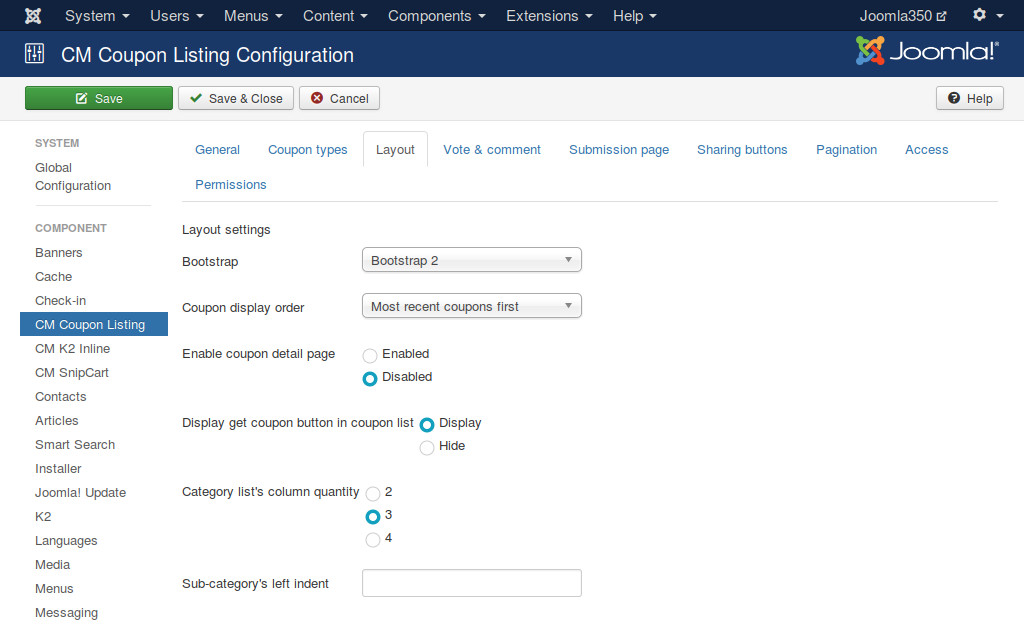 System Users Menus Content Components Extensions Help Joomla350
CM Coupon Listing Configuration Joomla!®
Save Save & Close Cancel Help
SYSTEM
Global
Configuration
COMPONENT
Banners
Cache
Check-in
CM Coupon Listing
CM K2 Inline
CM SnipCart
Contacts
Articles
Smart Search
Installer
Joomla! Update
K2
Languages
Media
Menus
Messaging
General Coupon types Layout Vote & comment Submission page Sharing buttons Pagination Access
Permissions
Layout settings
Bootstrap Bootstrap 2
Coupon display order Most recent coupons first
Enable coupon detail page Enabled
Disabled
Display get coupon button in coupon list Display
Hide
Category list's column quantity 2
3
4
Sub-category's left indent